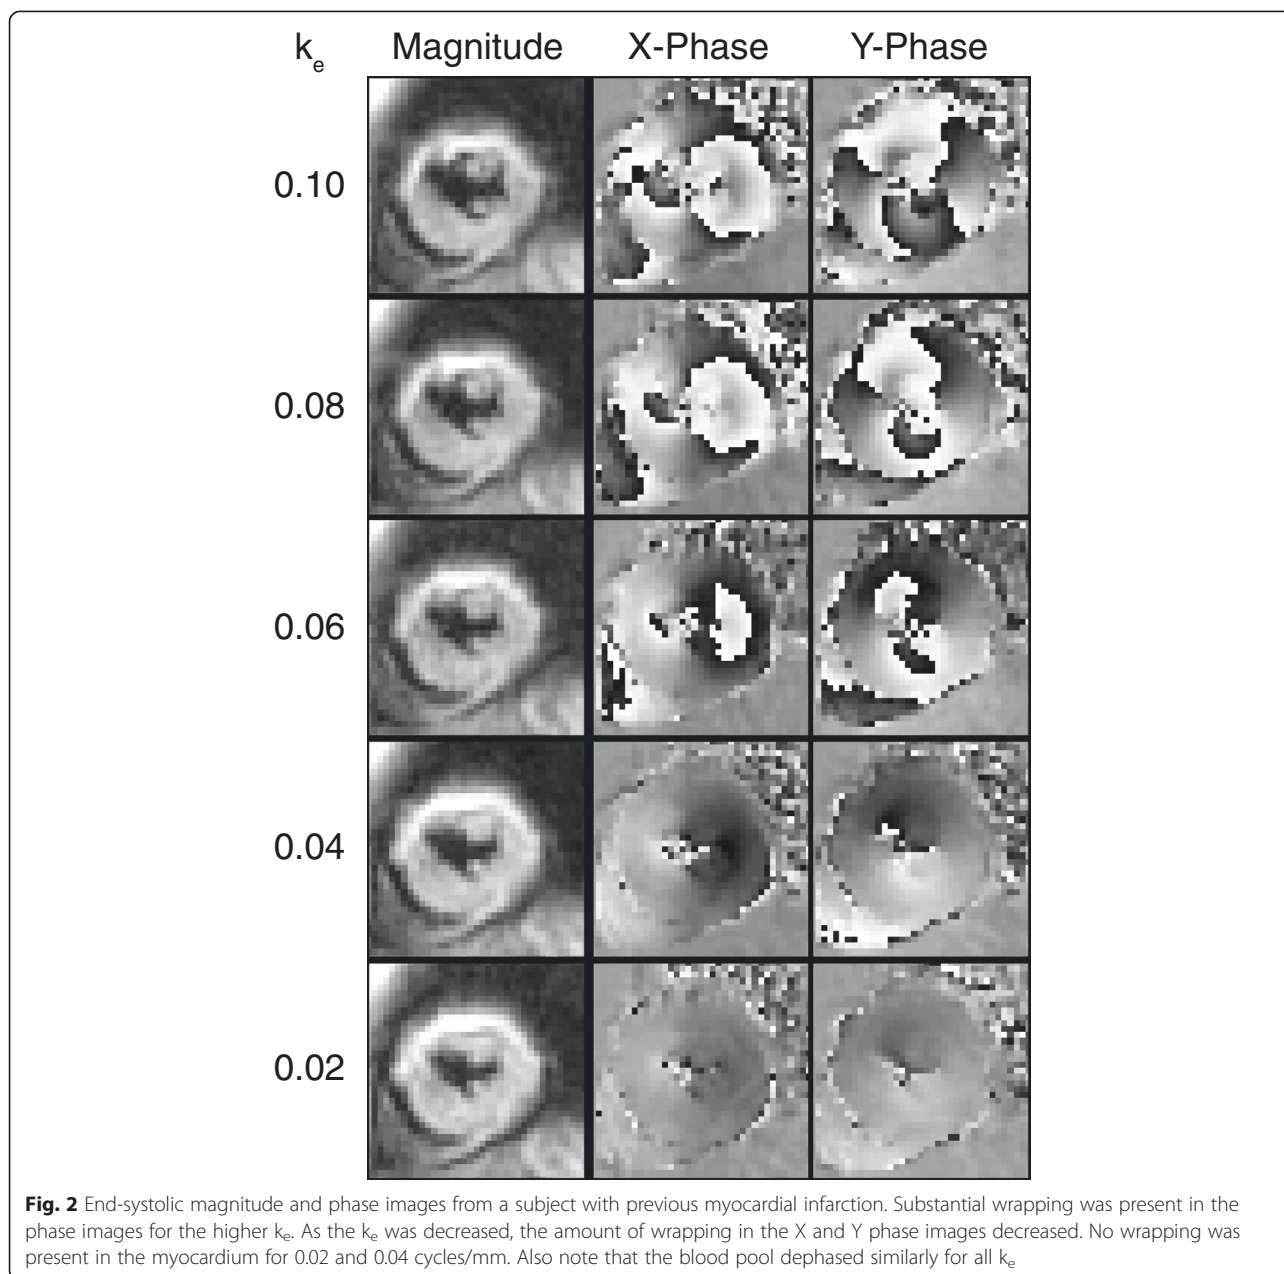 kₑ Magnitude X-Phase Y-Phase
0.10
0.08
0.06
0.04
0.02
Fig. 2 End-systolic magnitude and phase images from a subject with previous myocardial infarction. Substantial wrapping was present in the
phase images for the higher kₑ. As the kₑ was decreased, the amount of wrapping in the X and Y phase images decreased. No wrapping was
present in the myocardium for 0.02 and 0.04 cycles/mm. Also note that the blood pool dephased similarly for all kₑ